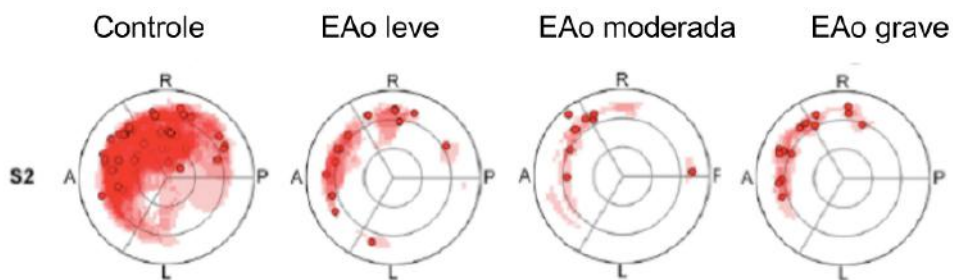 Controle EAo leve EAo moderada EAo grave
R R R R
S2 A P A P A A P
L L L L